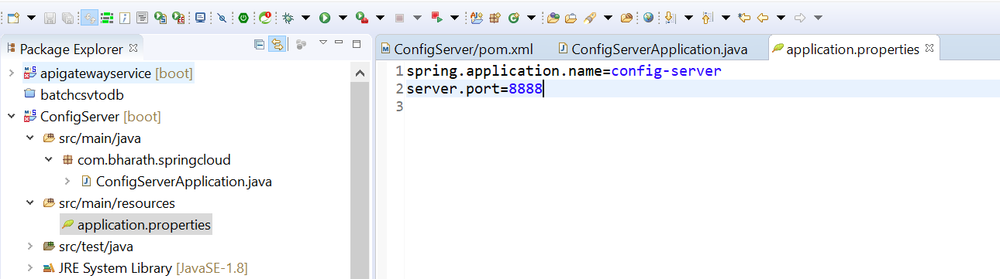 Package Explorer
apigatewayservice [boot]
batchcsvtodb
ConfigServer [boot]
src/main/java
com.bharath.springcloud
ConfigServerApplication.java
src/main/resources
application.properties
src/test/java
JRE System Library [JavaSE-1.8]
ConfigServer/pom.xml
ConfigServerApplication.java
application.properties
1 spring.application.name=config-server
2 server.port=8888
3